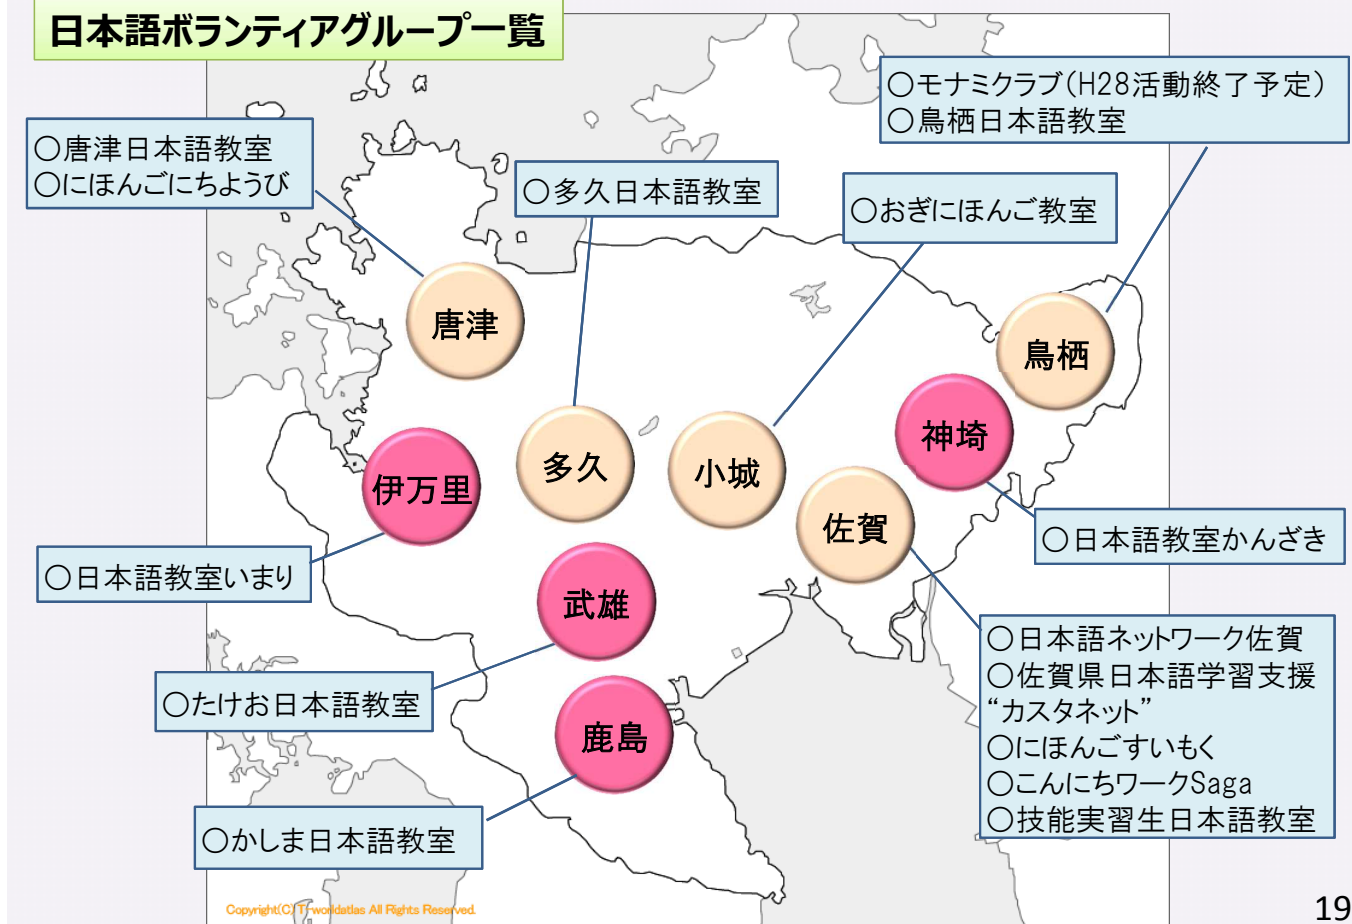 日本語ボランティアグループ一覧
○モナミクラブ(H28活動終了予定)
○鳥栖日本語教室
○唐津日本語教室
○にほんごにちようび
○多久日本語教室
○おぎにほんご教室
唐津
鳥栖
神埼
多久
小城
伊万里
佐賀
○日本語教室かんざき
○日本語教室いまり
武雄
○日本語ネットワーク佐賀
○佐賀県日本語学習支援
“カスタネット”
○にほんごすいもく
○こんにちワークSaga
○技能実習生日本語教室
○たけお日本語教室
鹿島
○かしま日本語教室
Copyright(C) T-worldatlas All Rights Reserved.
19